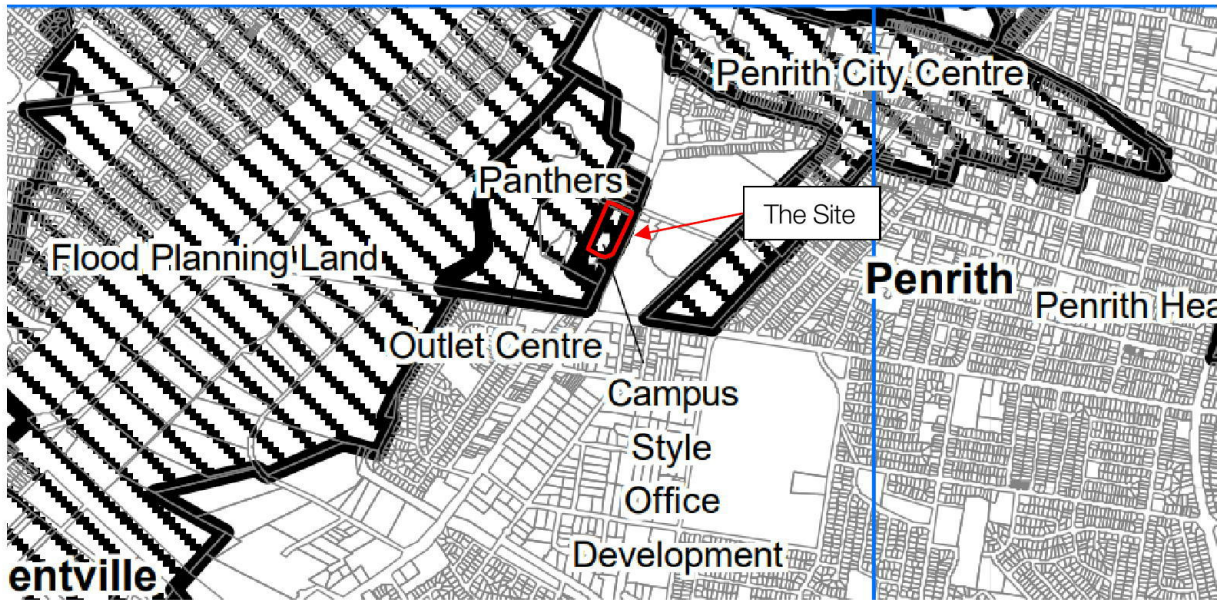 Penrith City Centre
Panthers
The Site
Flood Planning Land
Penrith
Penrith Hea
Outlet Centre
Campus
Style
Office
Development
entville